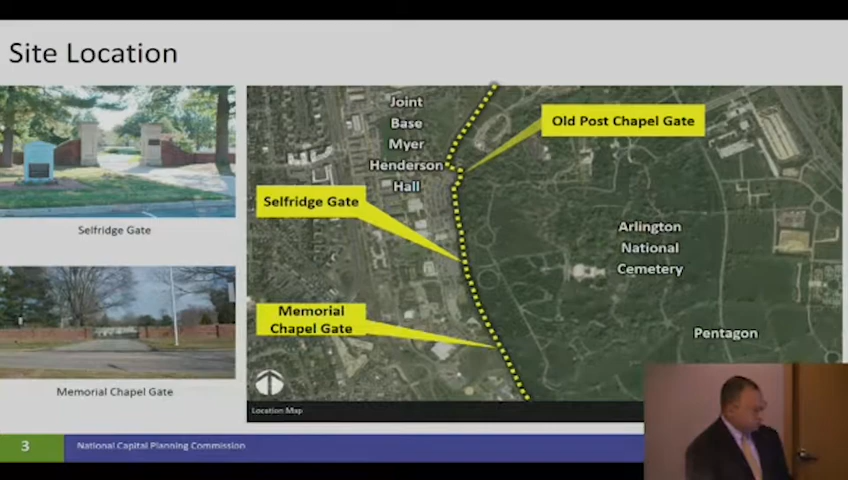 Site Location
Selfridge Gate
Memorial Chapel Gate
Joint
Base
Myer
Henderson
Hall
Old Post Chapel Gate
Selfridge Gate
Arlington
National
Cemetery
Memorial
Chapel Gate
Pentagon
Location Map
3
National Capital Planning Commission